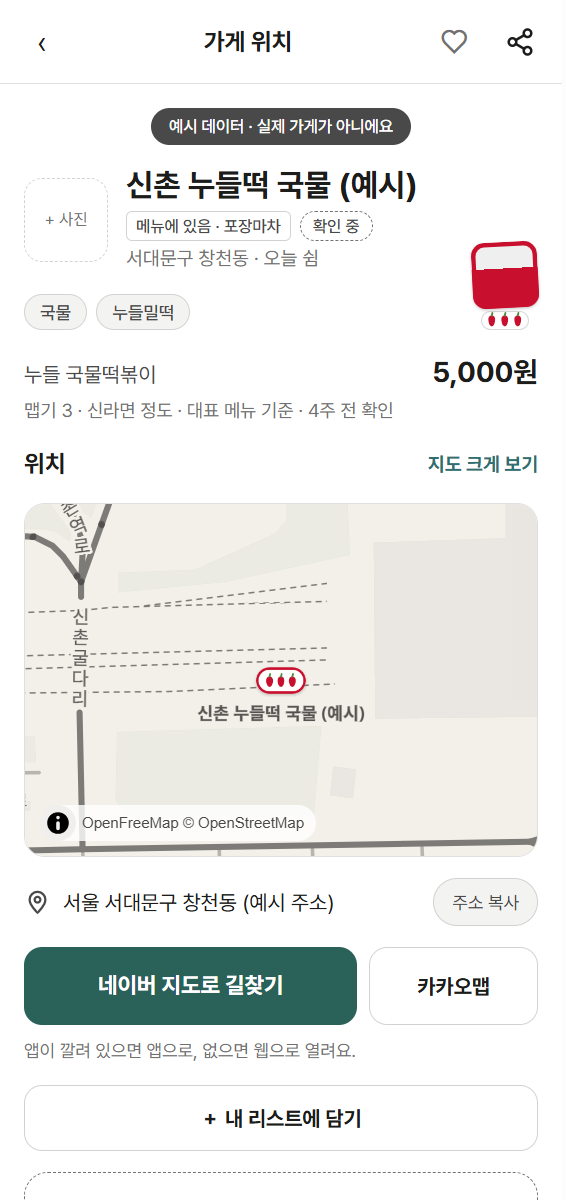 가게 위치
예시 데이터 · 실제 가게가 아니에요
+ 사진
신촌 누들떡 국물 (예시)
메뉴에 있음 · 포장마차
확인 중
서대문구 창천동 · 오늘 쉼
국물
누들밀떡
누들 국물떡볶이
5,000원
맵기 3 · 신라면 정도 · 대표 메뉴 기준 · 4주 전 확인
위치
지도 크게 보기
신촌굴다리
신촌 누들떡 국물 (예시)
OpenFreeMap © OpenStreetMap
서울 서대문구 창천동 (예시 주소)
주소 복사
네이버 지도로 길찾기
카카오맵
앱이 깔려 있으면 앱으로, 없으면 웹으로 열려요.
+ 내 리스트에 담기